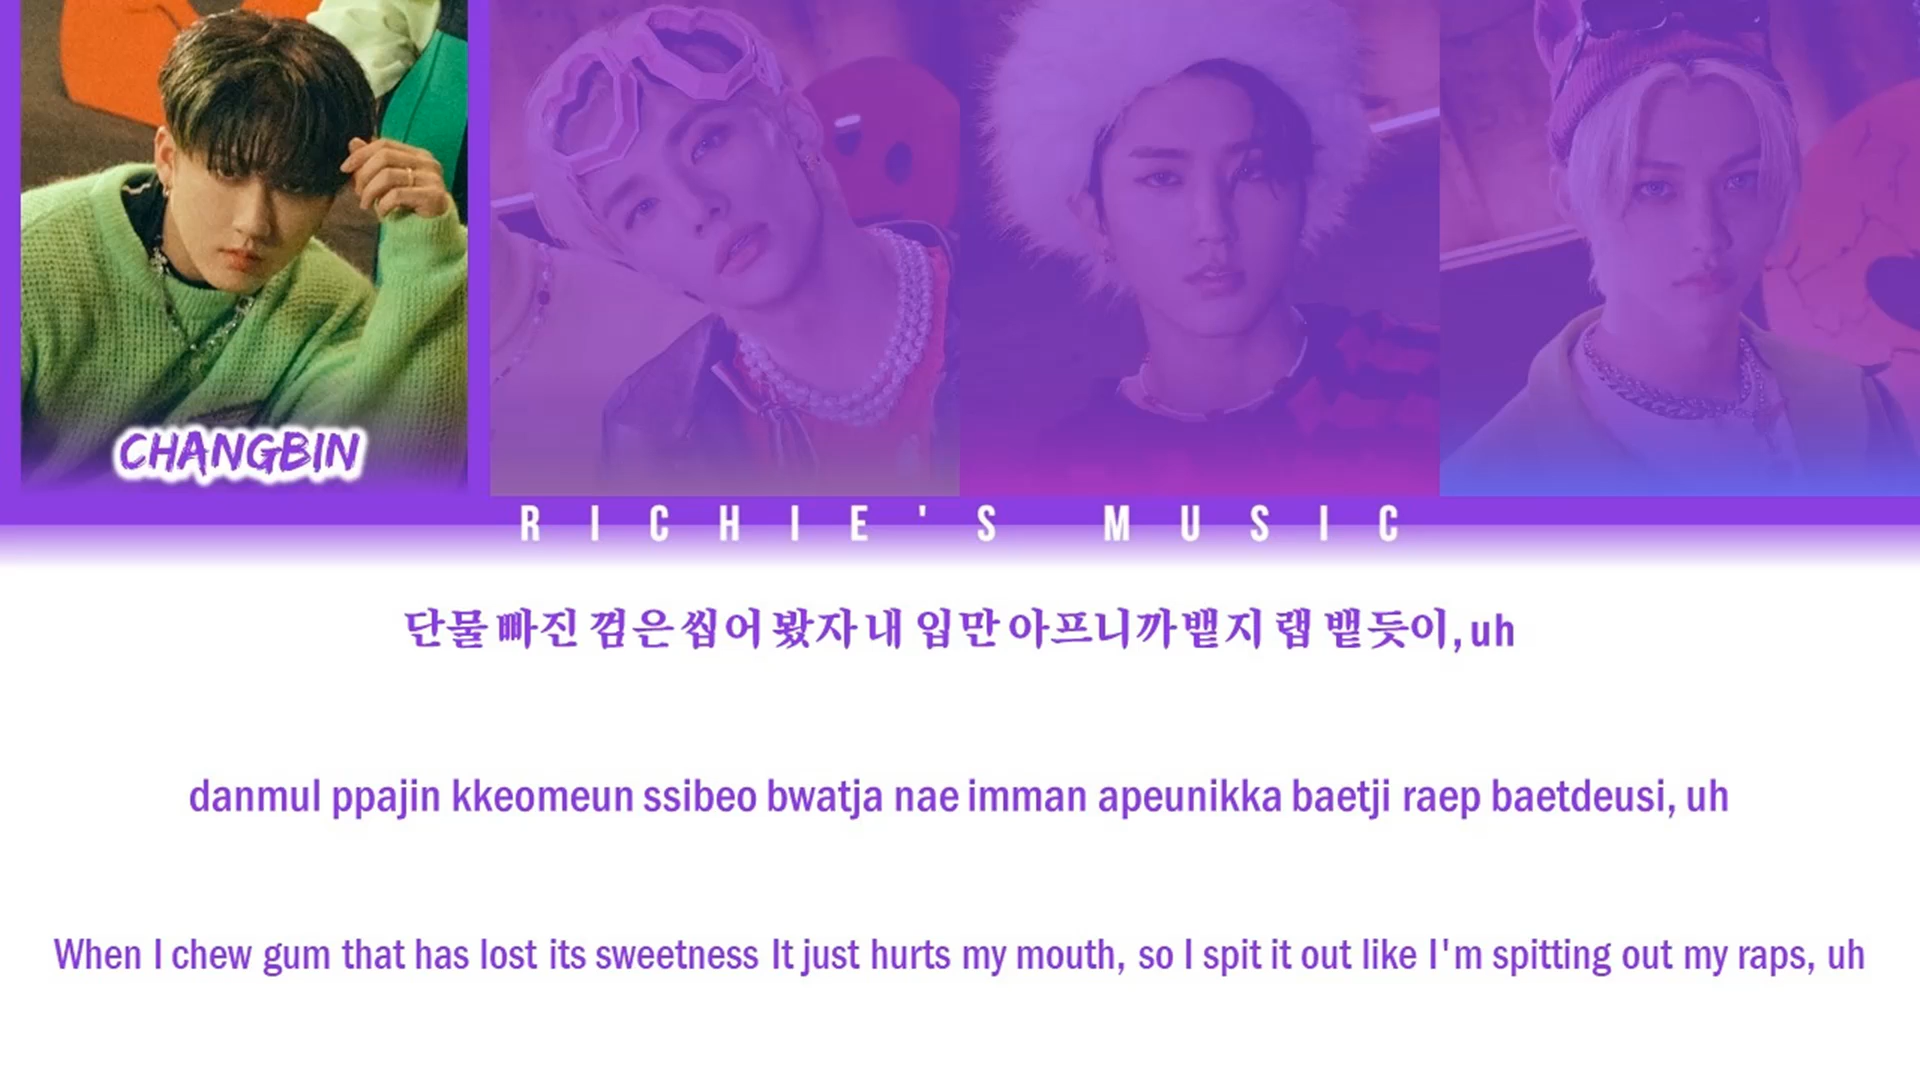 CHANGBIN
RICHIE'S MUSIC
단물 빠진 껌은 씹어 봤자 내 입만 아프니까 뱉지 랩 뱉듯이, uh
danmul ppajin kkeomeun ssibeo bwatja nae imman apeunikka baetji raep baetdeusi, uh
When I chew gum that has lost its sweetness It just hurts my mouth, so I spit it out like I'm spitting out my raps, uh